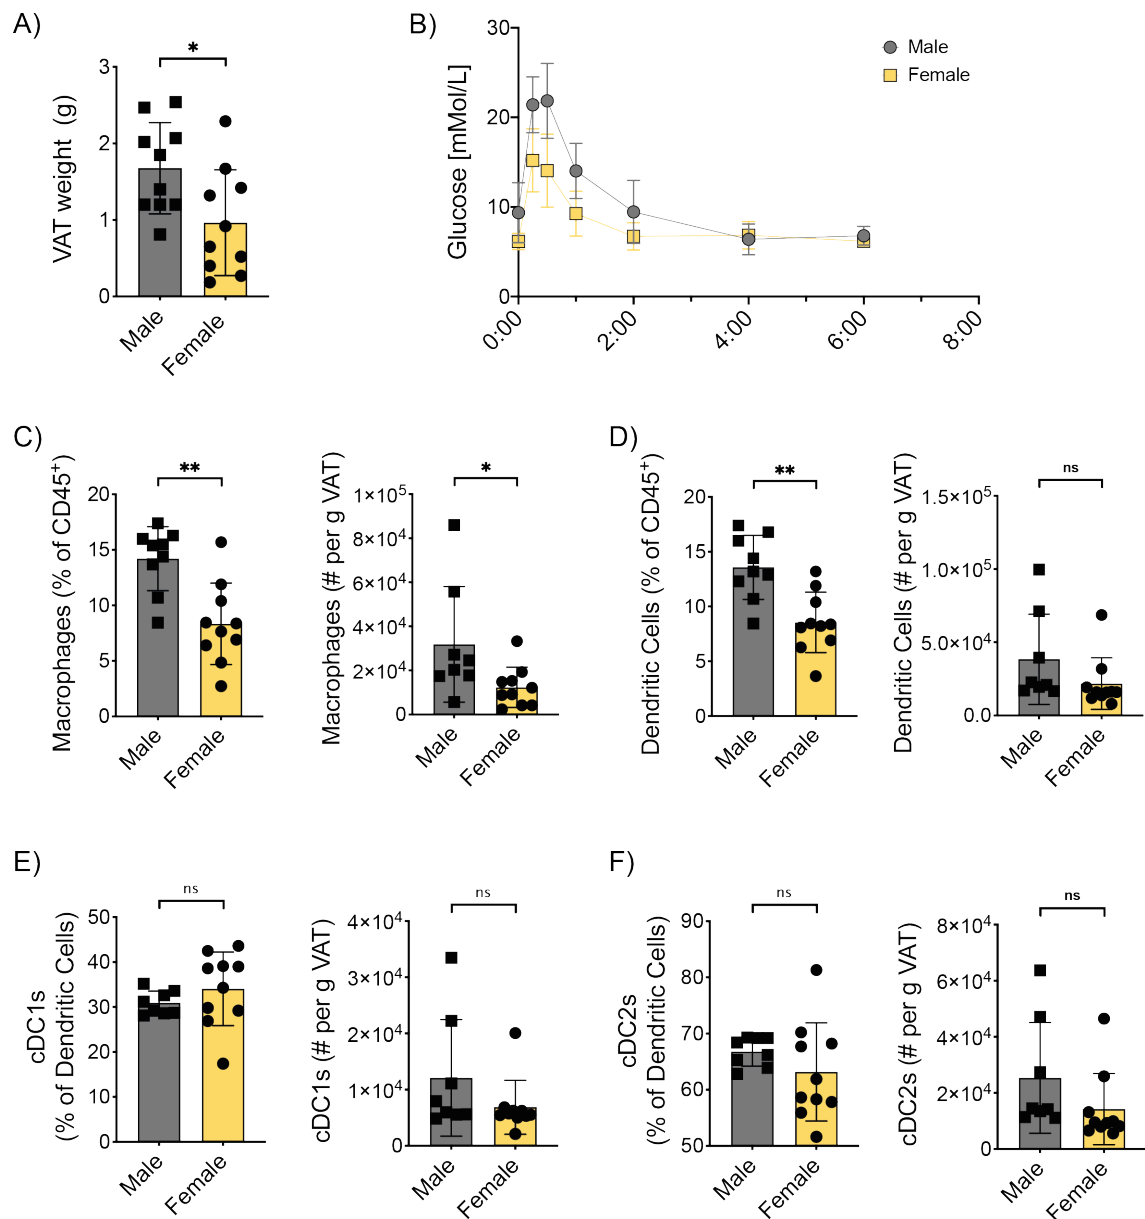 A)
*
VAT weight (g)
3
2
1
0
Male
Female
B)
Glucose [mMol/L]
30
20
10
0
0:00
2:00
4:00
6:00
8:00
Male
Female
C)
**
Macrophages (% of CD45⁺)
20
15
10
5
0
Male
Female
*
Macrophages (# per g VAT)
1×10⁵
8×10⁴
6×10⁴
4×10⁴
2×10⁴
0
Male
Female
D)
**
Dendritic Cells (% of CD45⁺)
20
15
10
5
0
Male
Female
ns
Dendritic Cells (# per g VAT)
1.5×10⁵
1.0×10⁵
5.0×10⁴
0.0
Male
Female
E)
ns
cDC1s
(% of Dendritic Cells)
50
40
30
20
10
0
Male
Female
ns
cDC1s (# per g VAT)
4×10⁴
3×10⁴
2×10⁴
1×10⁴
0
Male
Female
F)
ns
cDC2s
(% of Dendritic Cells)
90
80
70
60
50
Male
Female
ns
cDC2s (# per g VAT)
8×10⁴
6×10⁴
4×10⁴
2×10⁴
0
Male
Female